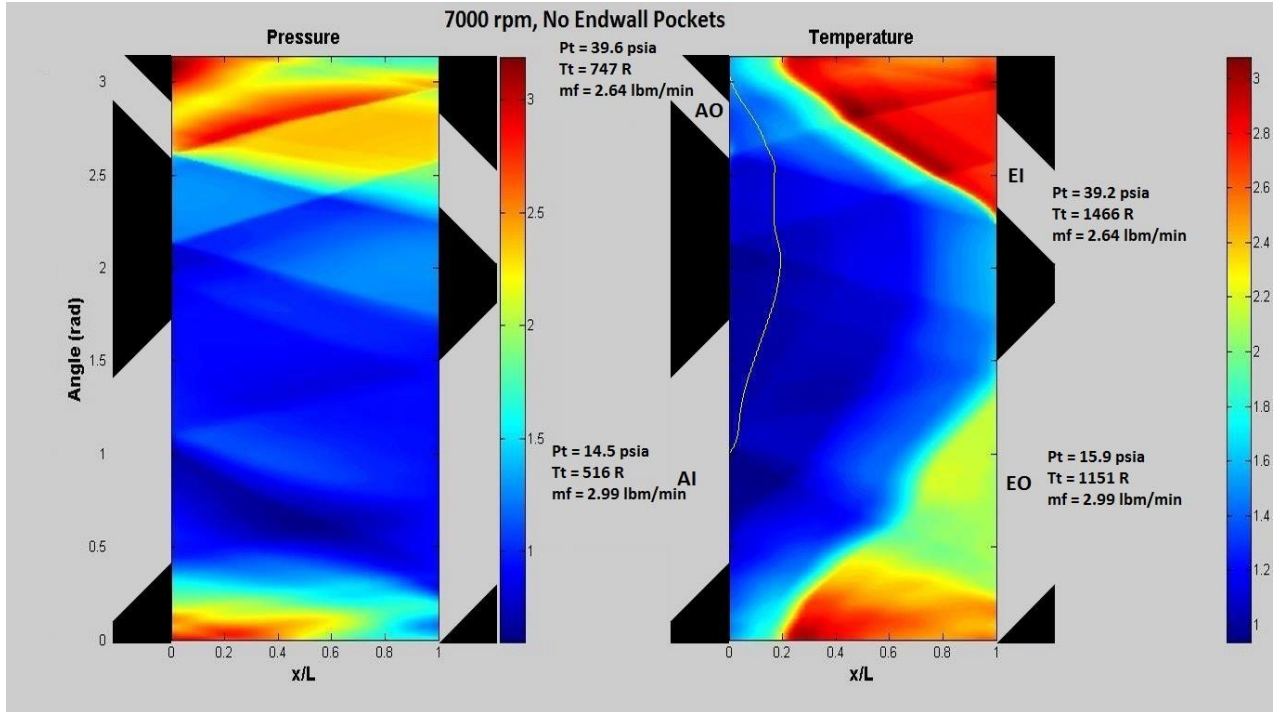 7000 rpm, No Endwall Pockets
Pressure
Temperature
Pt = 39.6 psia
Tt = 747 R
mf = 2.64 lbm/min
AO
EI
Pt = 39.2 psia
Tt = 1466 R
mf = 2.64 lbm/min
Pt = 14.5 psia
Tt = 516 R
mf = 2.99 lbm/min
AI
EO
Pt = 15.9 psia
Tt = 1151 R
mf = 2.99 lbm/min
Angle (rad)
3
2.5
2
1.5
1
0.5
0
0 0.2 0.4 0.6 0.8 1
x/L
3
2.5
2
1.5
1
0 0.2 0.4 0.6 0.8 1
x/L
3
2.8
2.6
2.4
2.2
2
1.8
1.6
1.4
1.2
1